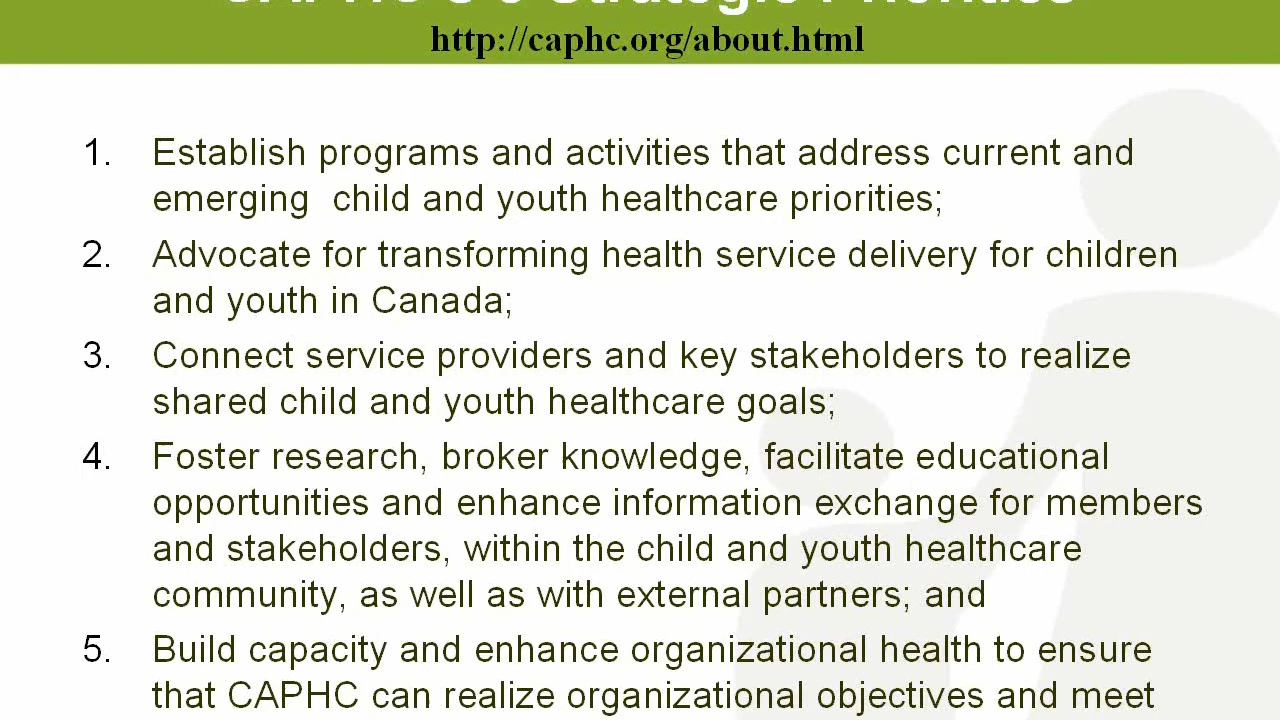 CAPHC's 5 Strategic Priorities
http://caphc.org/about.html
1. Establish programs and activities that address current and
emerging child and youth healthcare priorities;
2. Advocate for transforming health service delivery for children
and youth in Canada;
3. Connect service providers and key stakeholders to realize
shared child and youth healthcare goals;
4. Foster research, broker knowledge, facilitate educational
opportunities and enhance information exchange for members
and stakeholders, within the child and youth healthcare
community, as well as with external partners; and
5. Build capacity and enhance organizational health to ensure
that CAPHC can realize organizational objectives and meet